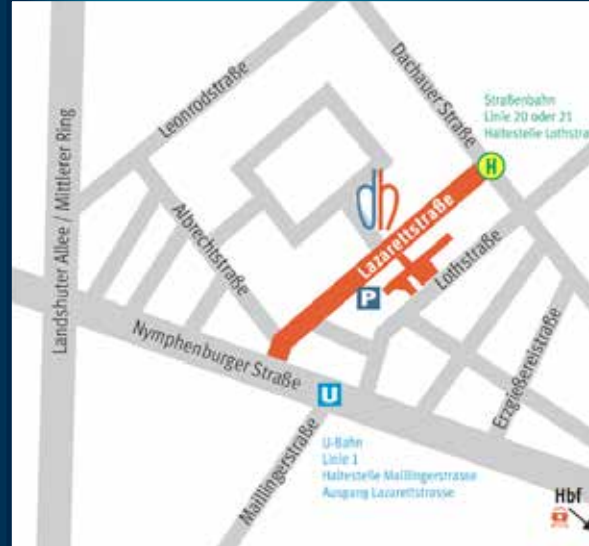 Landshuter Allee / Mittlerer Ring
Leonrodstraße
Dachauer Straße
Straßenbahn
Linie 20 oder 21
Haltestelle Lothstra
H
dh
Albrechtstraße
Lazarettstraße
Lothstraße
P
Nymphenburger Straße
Erzgießereistraße
U
Maillingerstraße
U-Bahn
Linie 1
Haltestelle Maillingerstrasse
Ausgang Lazarettstrasse
Hbf